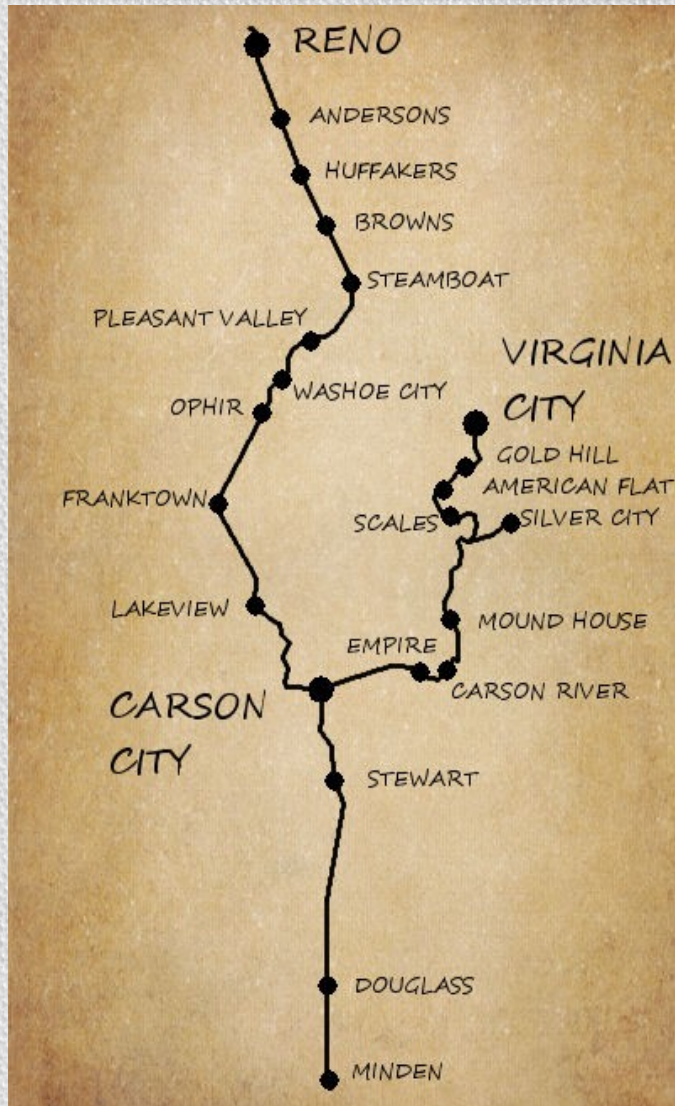 RENO
ANDERSONS
HUFFAKERS
BROWNS
STEAMBOAT
PLEASANT VALLEY
VIRGINIA
CITY
WASHOE CITY
OPHIR
GOLD HILL
AMERICAN FLAT
FRANKTOWN
SCALES
SILVER CITY
LAKEVIEW
MOUND HOUSE
EMPIRE
CARSON RIVER
CARSON
CITY
STEWART
DOUGLASS
MINDEN